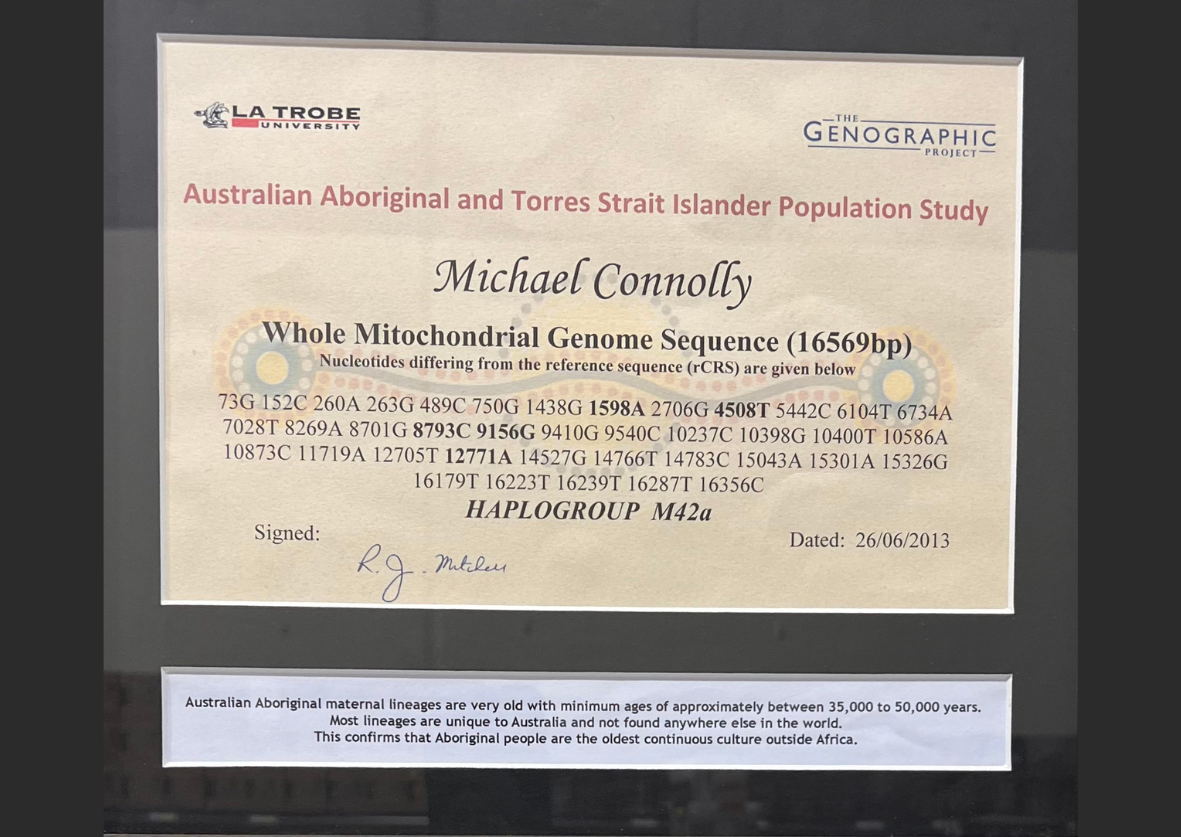 LA TROBE
UNIVERSITY
THE
GENOGRAPHIC
PROJECT
Australian Aboriginal and Torres Strait Islander Population Study
Michael Connolly
Whole Mitochondrial Genome Sequence (16569bp)
Nucleotides differing from the reference sequence (rCRS) are given below
73G 152C 260A 263G 489C 750G 1438G 1598A 2706G 4508T 5442C 6104T 6734A
7028T 8269A 8701G 8793C 9156G 9410G 9540C 10237C 10398G 10400T 10586A
10873C 11719A 12705T 12771A 14527G 14766T 14783C 15043A 15301A 15326G
16179T 16223T 16239T 16287T 16356C
HAPLOGROUP M42a
Signed:
Dated: 26/06/2013
R. J. Mitchell
Australian Aboriginal maternal lineages are very old with minimum ages of approximately between 35,000 to 50,000 years.
Most lineages are unique to Australia and not found anywhere else in the world.
This confirms that Aboriginal people are the oldest continuous culture outside Africa.